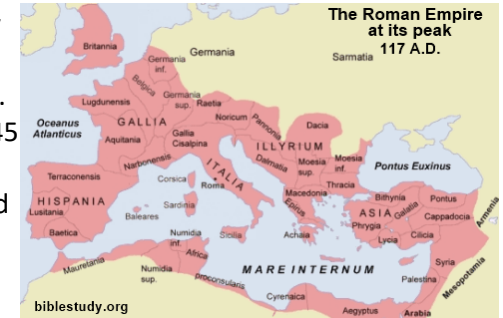 The Roman Empire
at its peak
117 A.D.
Britannia
Germania
inf.
Germania
Sarmatia
Belgica
Lugdunensis
Germania
sup.
Raetia
Noricum
Pannonia
Dacia
45
Oceanus
Atlanticus
GALLIA
Aquitania
Gallia
Cisalpina
ILLYRIUM
Dalmatia
Moesia
sup.
Moesia
inf.
Pontus Euxinus
Narbonensis
ITALIA
Terraconensis
Corsica
Roma
Thracia
Macedonia
Epirus
Bithynia
Pontus
Armenia
d
HISPANIA
Lusitania
Baetica
Baleares
Sardinia
Sicilia
Achaia
ASIA
Galatia
Phrygia
Cappadocia
Lycia
Cilicia
Numidia
inf.
Africa
Mauretania
Numidia
sup.
proconsularis
MARE INTERNUM
Syria
Mesopotamia
Palestina
Cyrenaica
Aegyptus
Arabia
biblestudy.org